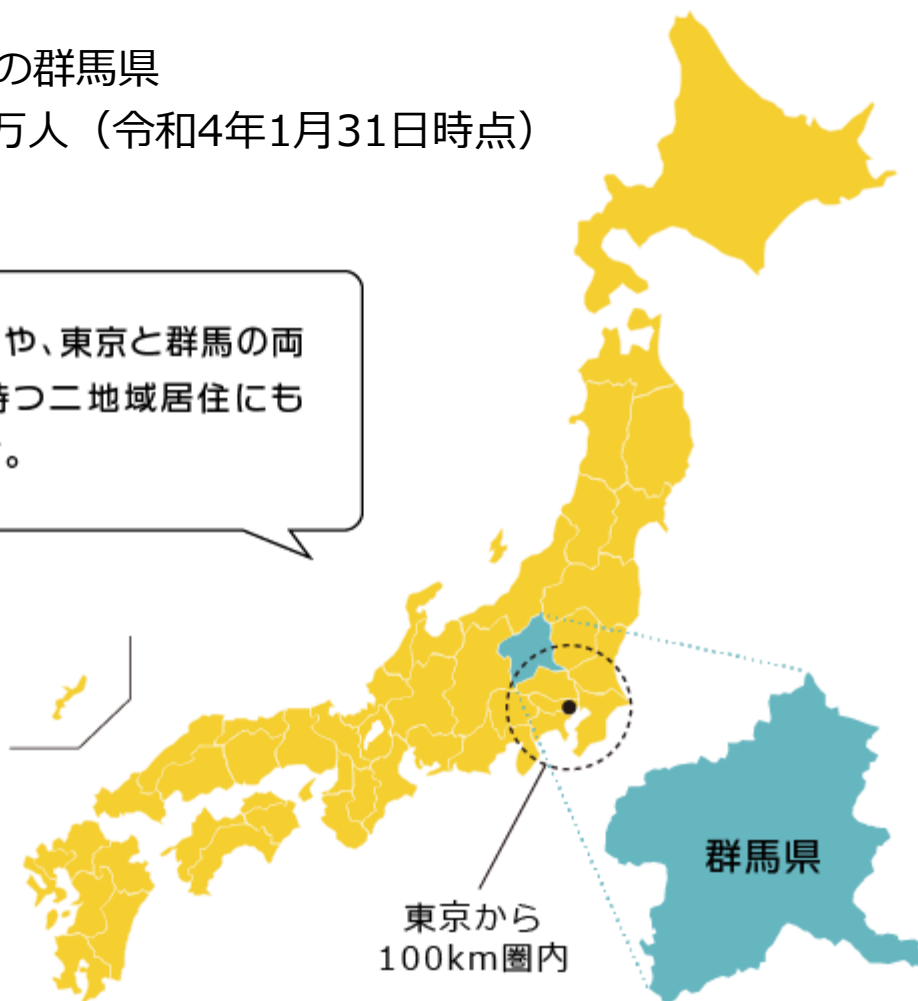 の群馬県
万人（令和4年1月31日時点）
や、東京と群馬の両
持つ二地域居住にも
。
群馬県
東京から
100km圏内